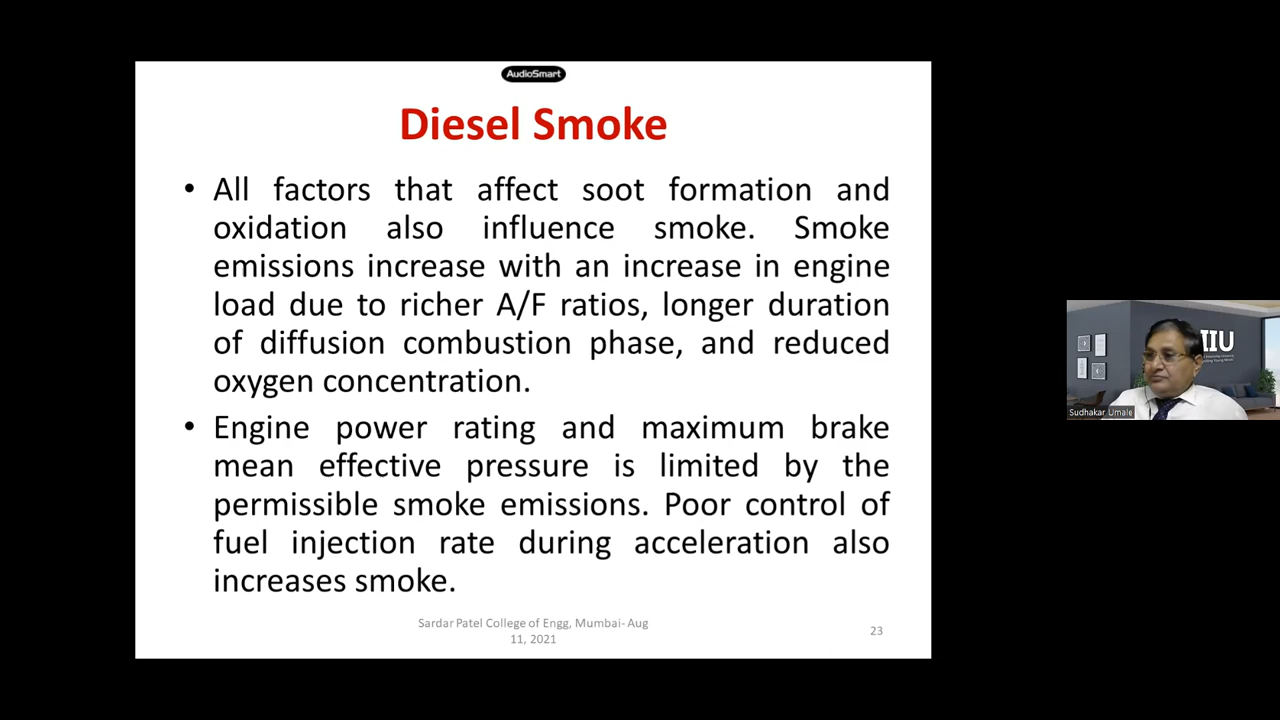 AudioSmart
Diesel Smoke
• All factors that affect soot formation and
oxidation also influence smoke. Smoke
emissions increase with an increase in engine
load due to richer A/F ratios, longer duration
of diffusion combustion phase, and reduced
oxygen concentration.
• Engine power rating and maximum brake
mean effective pressure is limited by the
permissible smoke emissions. Poor control of
fuel injection rate during acceleration also
increases smoke.
Sardar Patel College of Engg, Mumbai- Aug
11, 2021
23
IIU
Sudhakar Umale